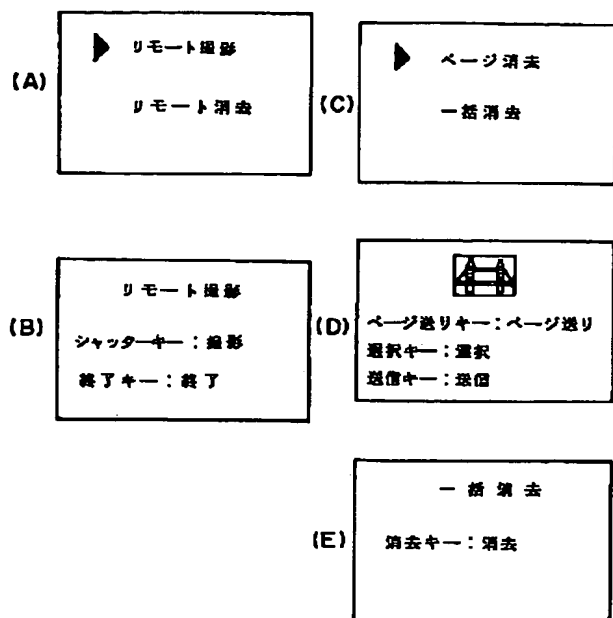 (A)
リモート撮影
リモート消去
(B)
リモート撮影
シャッターキー：撮影
終了キー：終了
(C)
ページ消去
一括消去
(D)
ページ送りキー：ページ送り
選択キー：選択
送信キー：送信
(E)
一括消去
消去キー：消去